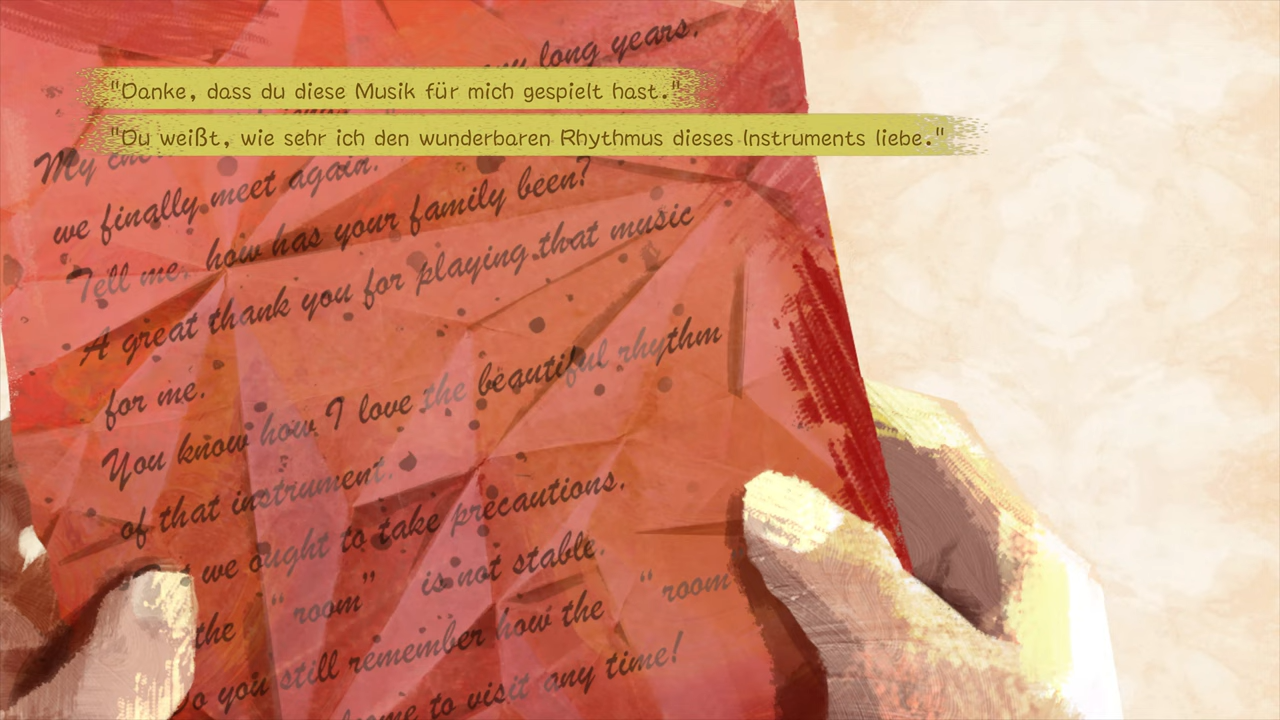 long years,
"Danke, dass du diese Musik für mich gespielt hast."
"Du weißt, wie sehr ich den wunderbaren Rhythmus dieses Instruments liebe."
My
we finally meet again.
Tell me, how has your family been?
A great thank you for playing that music
for me.
You know how I love the beautiful rhythm
of that instrument.
we ought to take precautions.
the “ room” is not stable.
you still remember how the “ room
to visit any time!